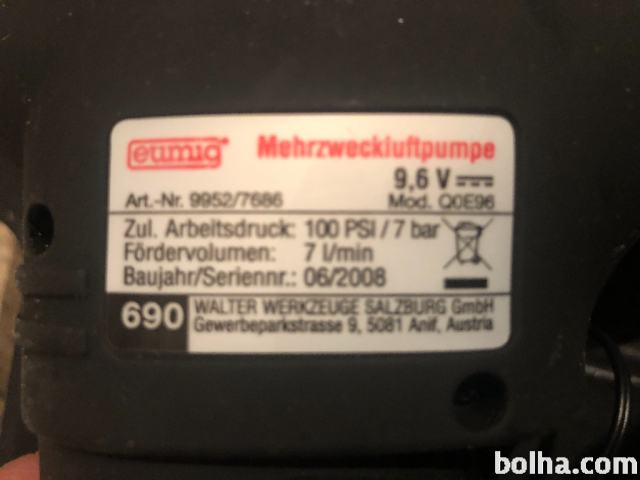 eumig Mehrzweckluftpumpe
9,6 V
Art.-Nr. 9952/7686 Mod. Q0E96
Zul. Arbeitsdruck: 100 PSI / 7 bar
Fördervolumen: 7 l/min
Baujahr/Seriennr.: 06/2008
690 WALTER WERKZEUGE SALZBURG GmbH
Gewerbeparkstrasse 9, 5081 Anif, Austria
bolha.com